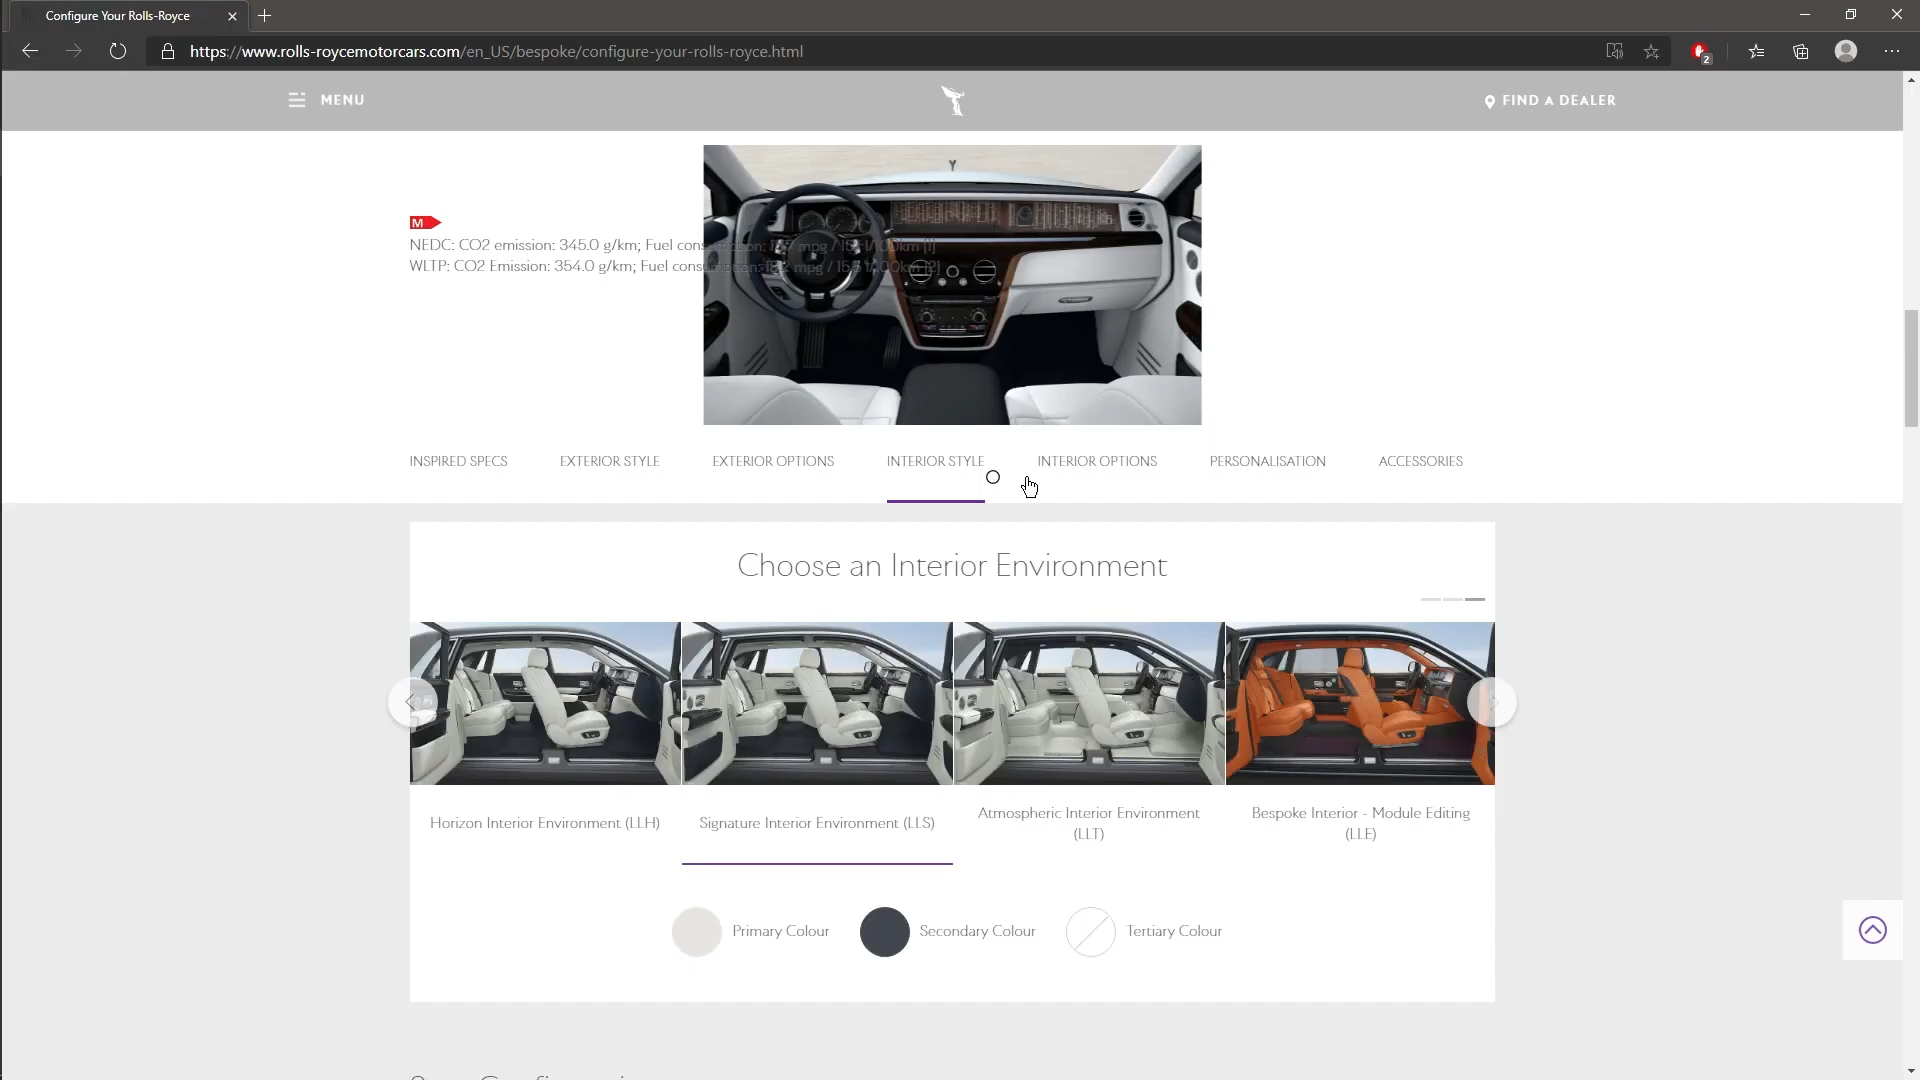 Configure Your Rolls-Royce
https://www.rolls-roycemotorcars.com/en_US/bespoke/configure-your-rolls-royce.html
2
MENU
FIND A DEALER
M
NEDC: CO2 emission: 345.0 g/km; Fuel mpg /
WLTP: CO2 Emission: 354.0 g/km; Fuel mpg /
INSPIRED SPECS
EXTERIOR STYLE
EXTERIOR OPTIONS
INTERIOR STYLE
INTERIOR OPTIONS
PERSONALISATION
ACCESSORIES
Choose an Interior Environment
Horizon Interior Environment (LLH)
Signature Interior Environment (LLS)
Atmospheric Interior Environment
(LLT)
Bespoke Interior - Module Editing
(LLE)
Primary Colour
Secondary Colour
Tertiary Colour